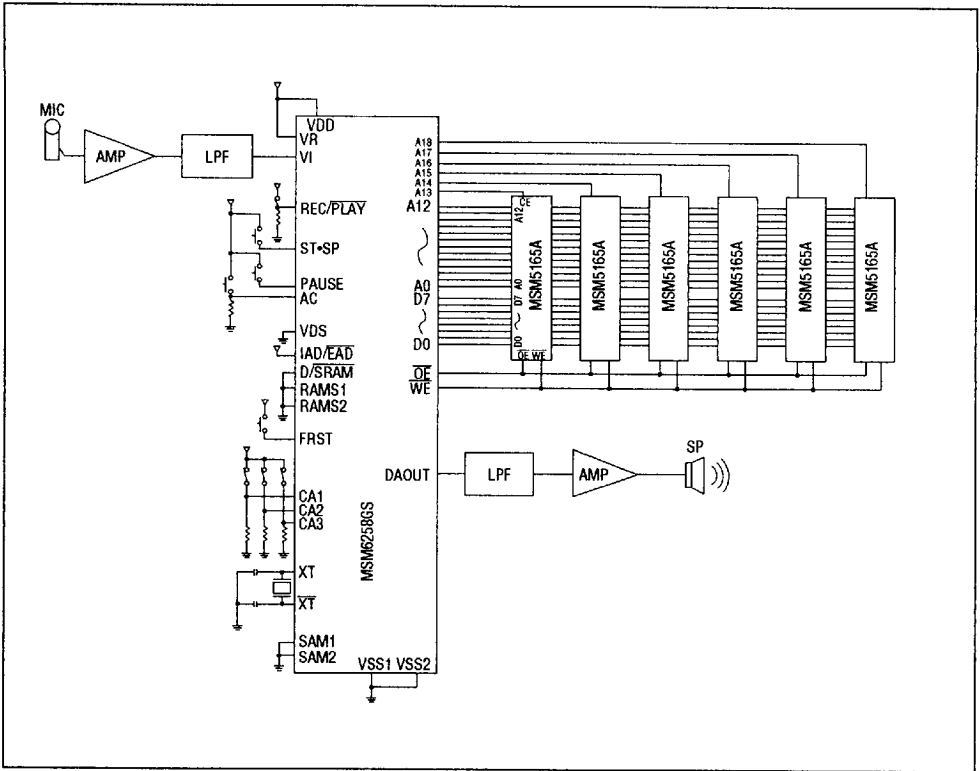 MIC
AMP
LPF
VDD
VR
VI
REC/PLAY
ST•SP
PAUSE
AC
VDS
IAD/EAD
D/SRAM
RAMS1
RAMS2
FRST
CA1
CA2
CA3
XT
XT
SAM1
SAM2
VSS1 VSS2
MSM6258GS
A18
A17
A16
A15
A14
A13
A12
A0
D7
D0
OE
WE
DAOUT
CE
A12
A0
D7
D0
OE WE
MSM5165A
MSM5165A
MSM5165A
MSM5165A
MSM5165A
MSM5165A
LPF
AMP
SP